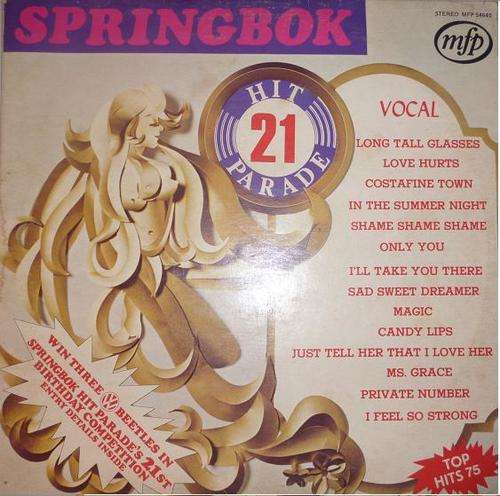 SPRINGBOK
STEREO MFP 54645
mfp
HIT
21
PARADE
VOCAL
LONG TALL GLASSES
LOVE HURTS
COSTAFINE TOWN
IN THE SUMMER NIGHT
SHAME SHAME SHAME
ONLY YOU
I'LL TAKE YOU THERE
SAD SWEET DREAMER
MAGIC
CANDY LIPS
JUST TELL HER THAT I LOVE HER
MS. GRACE
PRIVATE NUMBER
I FEEL SO STRONG
WIN THREE VW BEETLES IN
SPRINGBOK HIT PARADE'S 21ST
BIRTHDAY COMPETITION
ENTRY DETAILS INSIDE
TOP
HITS 75